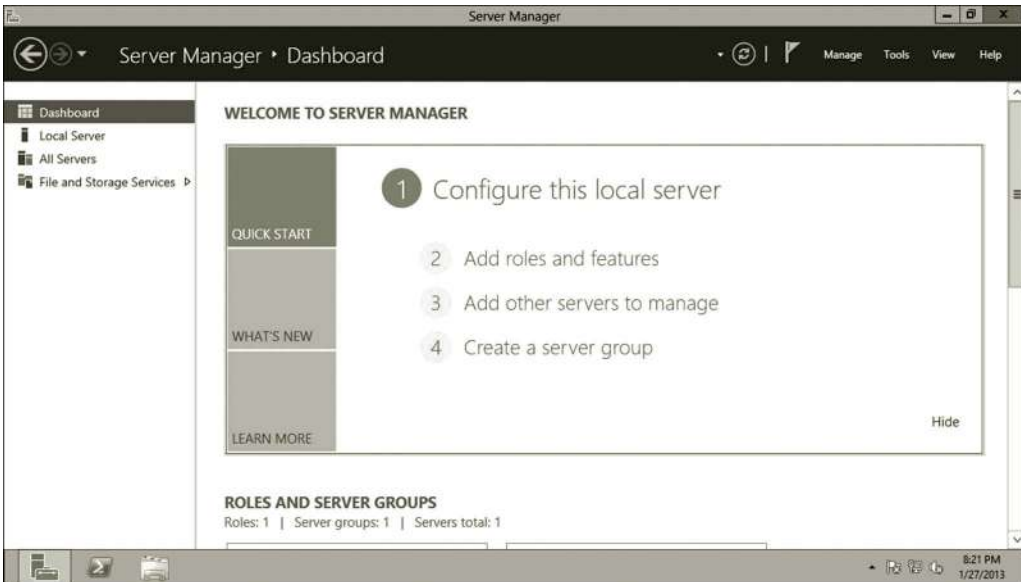 Server Manager
Server Manager • Dashboard
Manage Tools View Help
Dashboard
Local Server
All Servers
File and Storage Services
WELCOME TO SERVER MANAGER
QUICK START
WHAT'S NEW
LEARN MORE
1 Configure this local server
2 Add roles and features
3 Add other servers to manage
4 Create a server group
Hide
ROLES AND SERVER GROUPS
Roles: 1 | Server groups: 1 | Servers total: 1
8:21 PM
1/27/2013